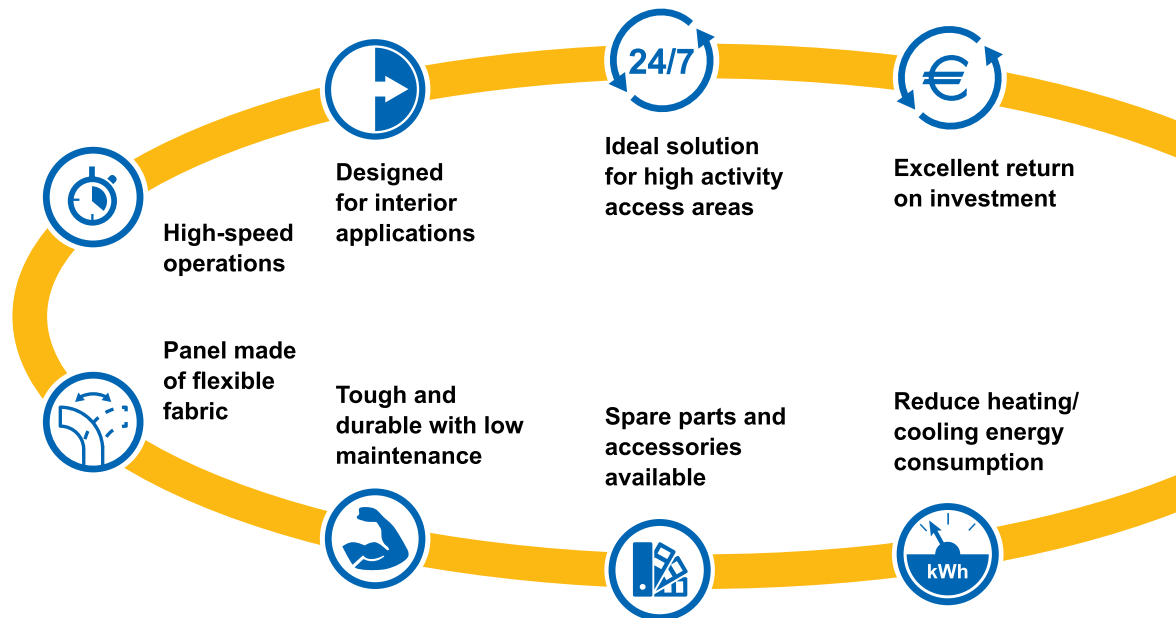 24/7
€
Designed
for interior
applications
Ideal solution
for high activity
access areas
Excellent return
on investment
High-speed
operations
Panel made
of flexible
fabric
Tough and
durable with low
maintenance
Spare parts and
accessories
available
Reduce heating/
cooling energy
consumption
kWh